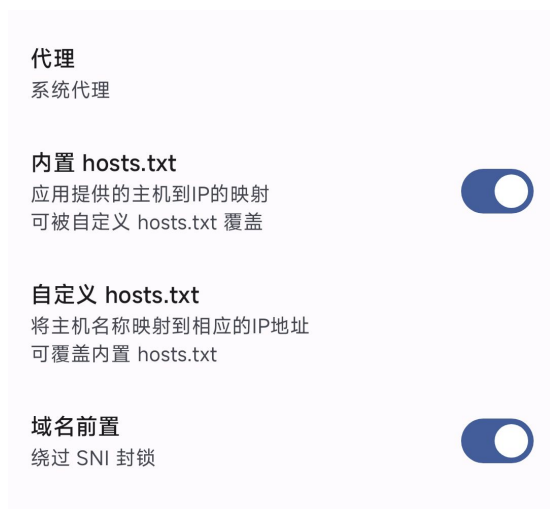 代理
系统代理
内置 hosts.txt
应用提供的主机到IP的映射
可被自定义 hosts.txt 覆盖
自定义 hosts.txt
将主机名称映射到相应的IP地址
可覆盖内置 hosts.txt
域名前置
绕过 SNI 封锁